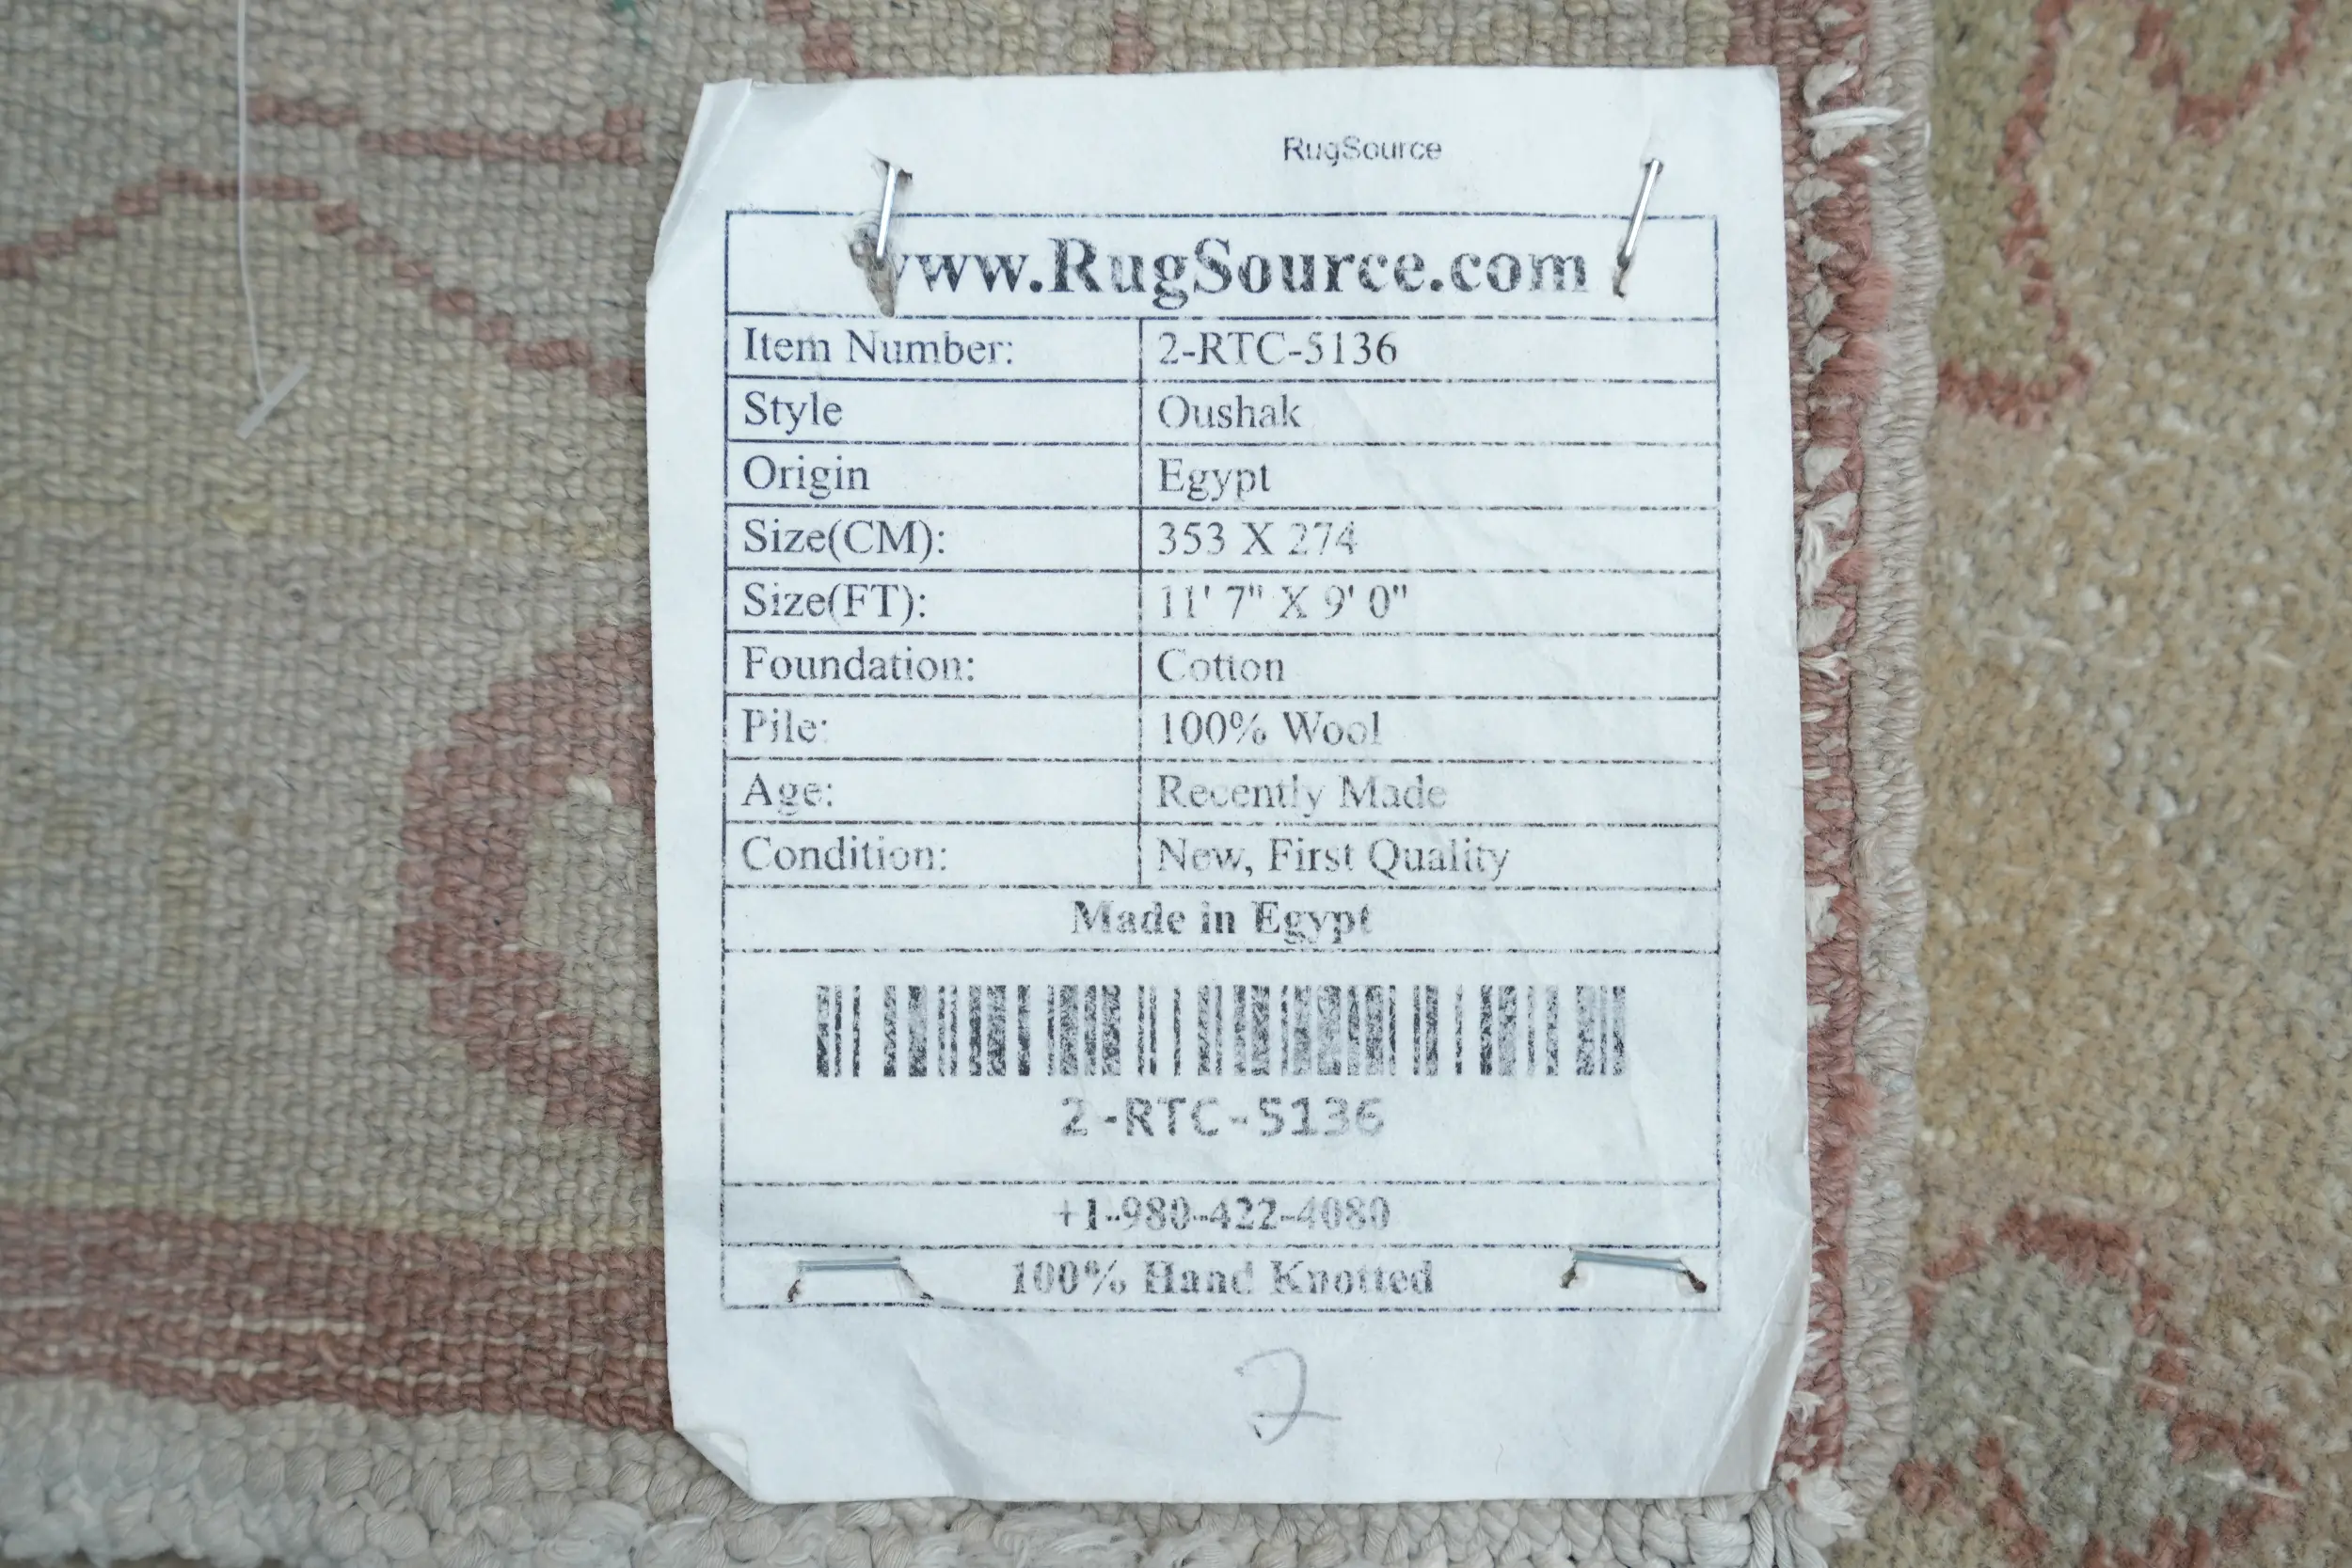 RugSource
www.RugSource.com
Item Number: 2-RTC-5136
Style Oushak
Origin Egypt
Size(CM): 353 X 274
Size(FT): 11' 7" X 9' 0"
Foundation: Cotton
Pile: 100% Wool
Age: Recently Made
Condition: New, First Quality
Made in Egypt
2-RTC-5136
+1-980-422-4080
100% Hand Knotted
2